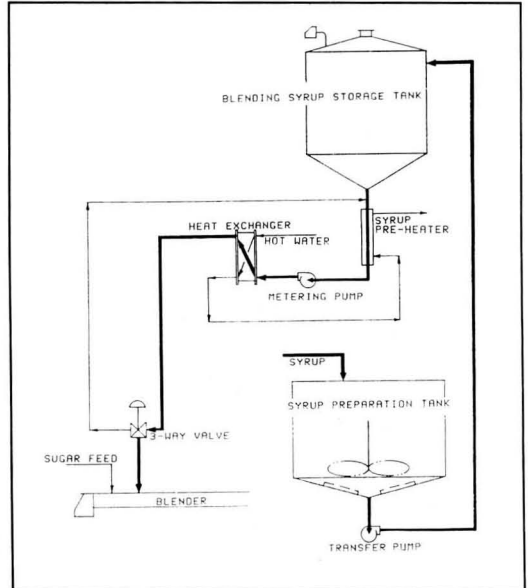 BLENDING SYRUP STORAGE TANK
SYRUP
PRE-HEATER
HEAT EXCHANGER
HOT WATER
METERING PUMP
SYRUP
SYRUP PREPARATION TANK
3-WAY VALVE
SUGAR FEED
BLENDER
TRANSFER PUMP